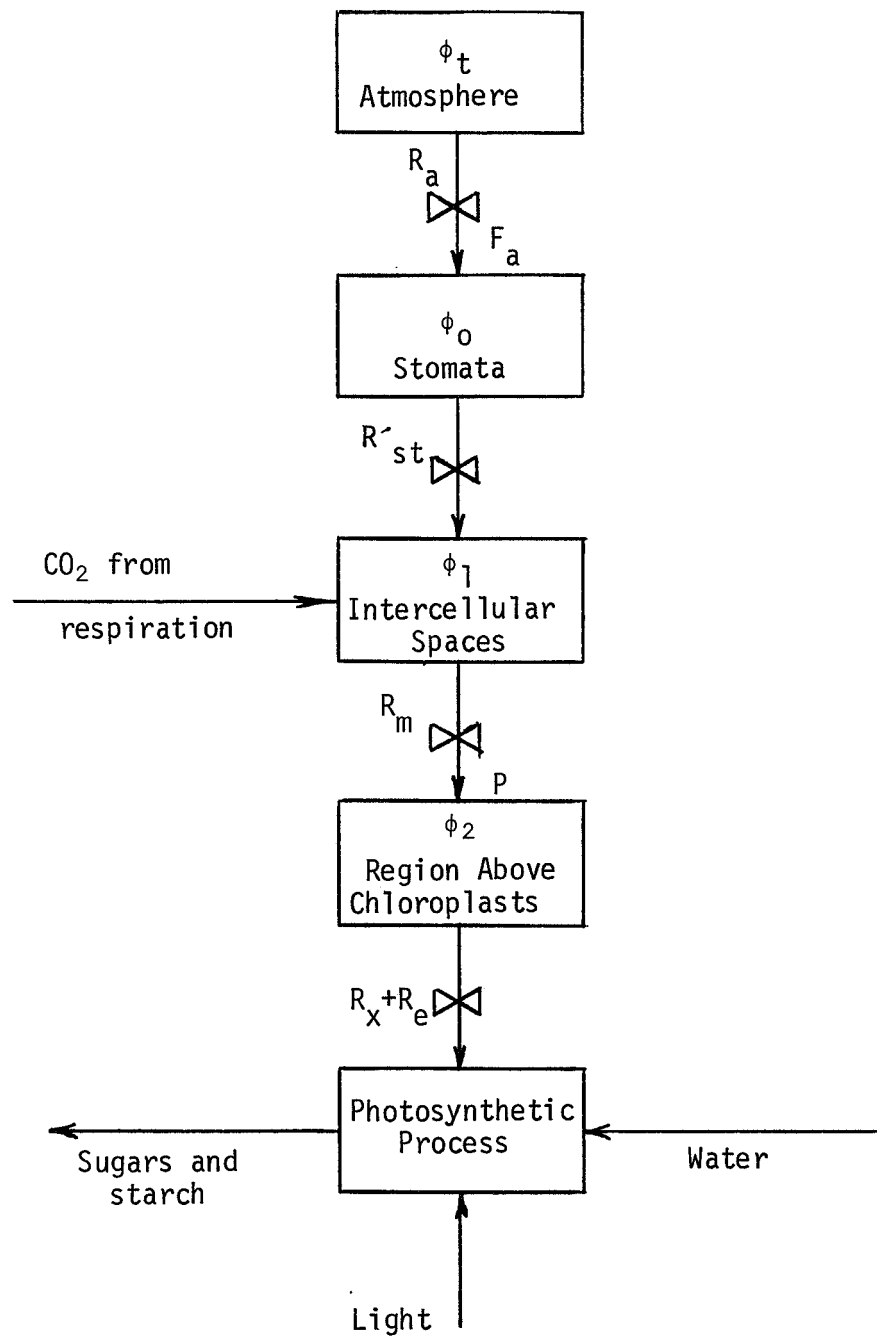 ϕt
Atmosphere
Ra
Fa
ϕo
Stomata
R´st
CO2 from
respiration
ϕ1
Intercellular
Spaces
Rm
P
ϕ2
Region Above
Chloroplasts
Rx+Re
Photosynthetic
Process
Sugars and
starch
Water
Light